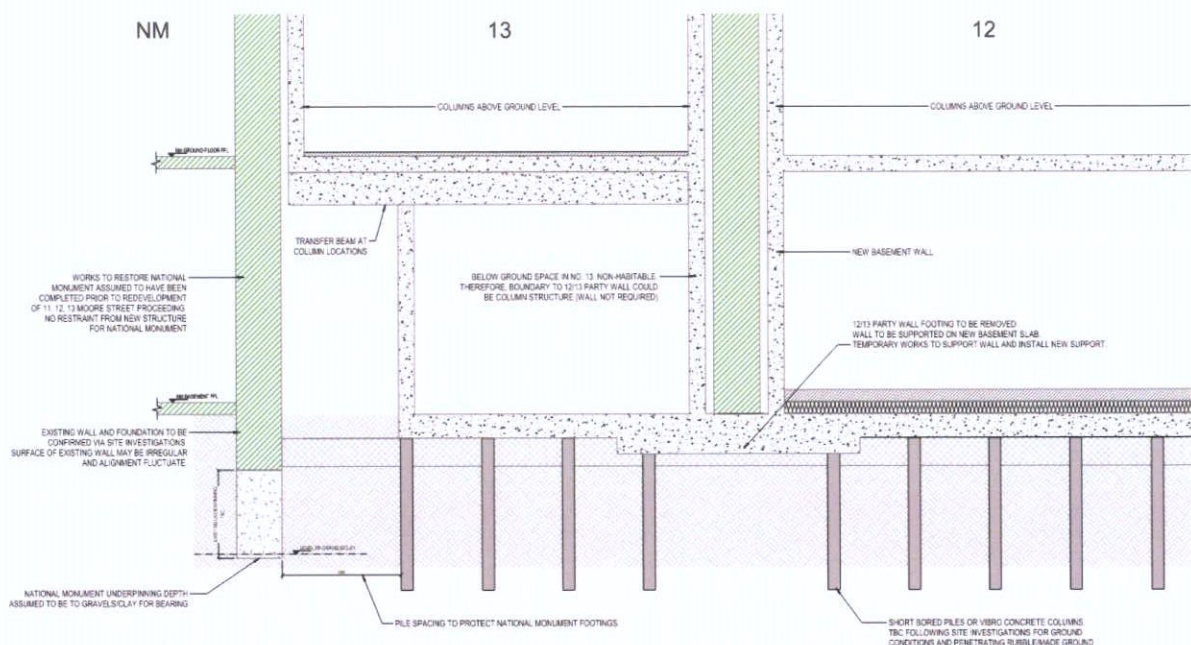 NM
13
12
COLUMNS ABOVE GROUND LEVEL
COLUMNS ABOVE GROUND LEVEL
NM GROUND FLOOR FFL
TRANSFER BEAM AT
COLUMN LOCATIONS
NEW BASEMENT WALL
WORKS TO RESTORE NATIONAL
MONUMENT ASSUMED TO HAVE BEEN
COMPLETED PRIOR TO REDEVELOPMENT
OF 11, 12, 13 MOORE STREET PROCEEDING.
NO RESTRAINT FROM NEW STRUCTURE
FOR NATIONAL MONUMENT
BELOW GROUND SPACE IN NO. 13, NON-HABITABLE.
THEREFORE, BOUNDARY TO 12/13 PARTY WALL COULD
BE COLUMN STRUCTURE (WALL NOT REQUIRED)
12/13 PARTY WALL FOOTING TO BE REMOVED.
WALL TO BE SUPPORTED ON NEW BASEMENT SLAB.
TEMPORARY WORKS TO SUPPORT WALL AND INSTALL NEW SUPPORT.
NM BASEMENT FFL
EXISTING WALL AND FOUNDATION TO BE
CONFIRMED VIA SITE INVESTIGATIONS.
SURFACE OF EXISTING WALL MAY BE IRREGULAR
AND ALIGNMENT FLUCTUATE.
TBC
NATIONAL MONUMENT UNDERPINNING DEPTH
ASSUMED TO BE TO GRAVELS/CLAY FOR BEARING
PILE SPACING TO PROTECT NATIONAL MONUMENT FOOTINGS
SHORT BORED PILES OR VIBRO CONCRETE COLUMNS.
TBC FOLLOWING SITE INVESTIGATIONS FOR GROUND
CONDITIONS AND PENETRATING RUBBLE/MADE GROUND